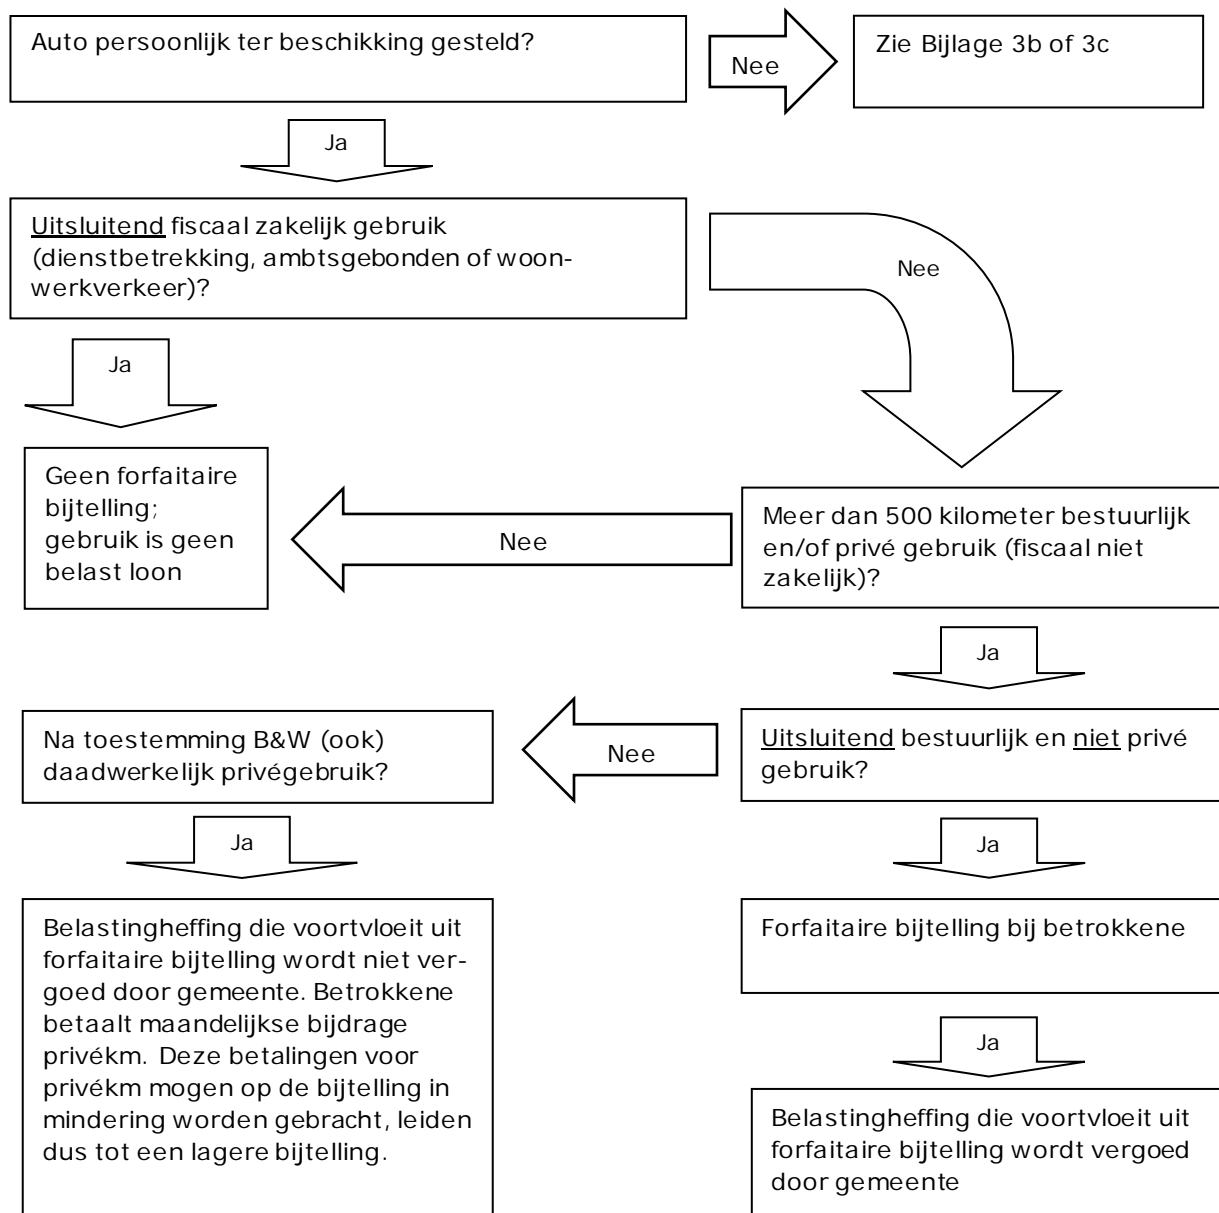 Auto persoonlijk ter beschikking gesteld?
Nee
Zie Bijlage 3b of 3c
Ja
Uitsluitend fiscaal zakelijk gebruik
(dienstbetrekking, ambtsgebonden of woon-
werkverkeer)?
Nee
Ja
Geen forfaitaire
bijtelling;
gebruik is geen
belast loon
Nee
Meer dan 500 kilometer bestuurlijk
en/of privé gebruik (fiscaal niet
zakelijk)?
Ja
Na toestemming B&W (ook)
daadwerkelijk privégebruik?
Nee
Uitsluitend bestuurlijk en niet privé
gebruik?
Ja
Ja
Belastingheffing die voortvloeit uit
forfaitaire bijtelling wordt niet ver-
goed door gemeente. Betrokkene
betaalt maandelijkse bijdrage
privékm. Deze betalingen voor
privékm mogen op de bijtelling in
mindering worden gebracht, leiden
dus tot een lagere bijtelling.
Forfaitaire bijtelling bij betrokkene
Ja
Belastingheffing die voortvloeit uit
forfaitaire bijtelling wordt vergoed
door gemeente